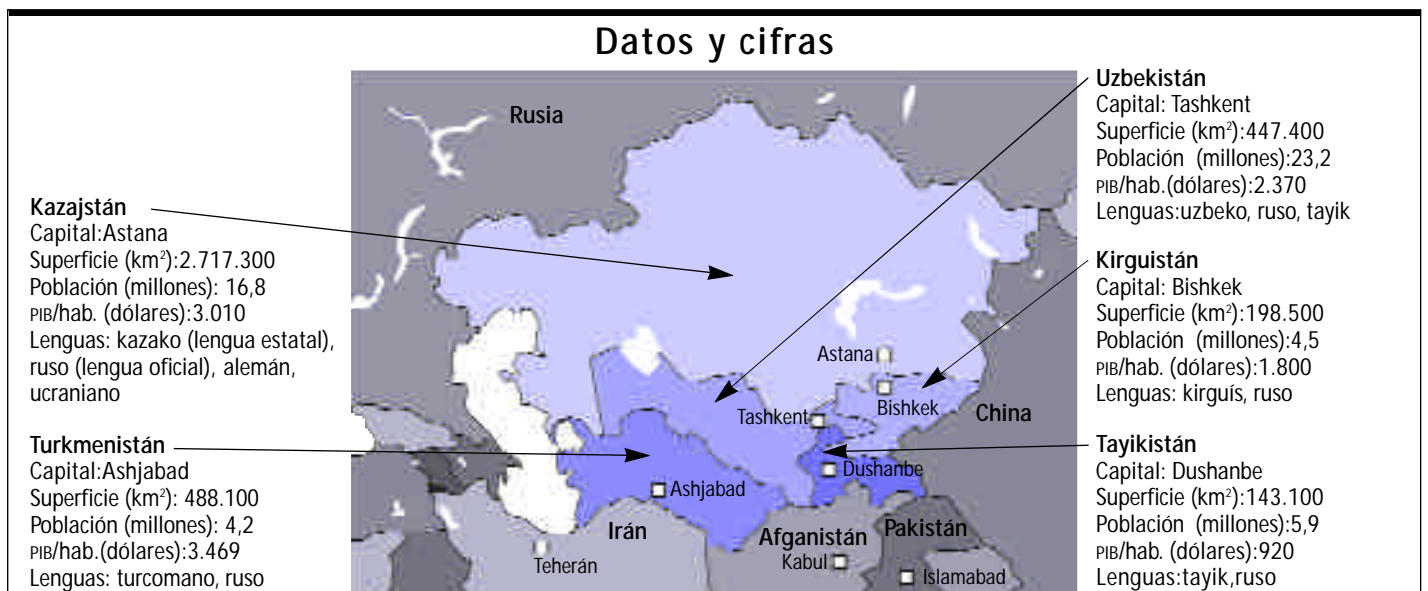 Datos y cifras
Kazajstán
Capital:Astana
Superficie (km²):2.717.300
Población (millones): 16,8
PIB/hab. (dólares):3.010
Lenguas: kazako (lengua estatal),
ruso (lengua oficial), alemán,
ucraniano
Turkmenistán
Capital:Ashjabad
Superficie (km²): 488.100
Población (millones): 4,2
PIB/hab.(dólares):3.469
Lenguas: turcomano, ruso
Rusia
Astana
Bishkek
Tashkent
China
Dushanbe
Ashjabad
Irán
Afganistán
Pakistán
Teherán
Kabul
Islamabad
Uzbekistán
Capital: Tashkent
Superficie (km²):447.400
Población (millones):23,2
PIB/hab.(dólares):2.370
Lenguas:uzbeko, ruso, tayik
Kirguistán
Capital: Bishkek
Superficie (km²):198.500
Población (millones):4,5
PIB/hab. (dólares):1.800
Lenguas: kirguís, ruso
Tayikistán
Capital: Dushanbe
Superficie (km²):143.100
Población (millones):5,9
PIB/hab. (dólares):920
Lenguas:tayik,ruso